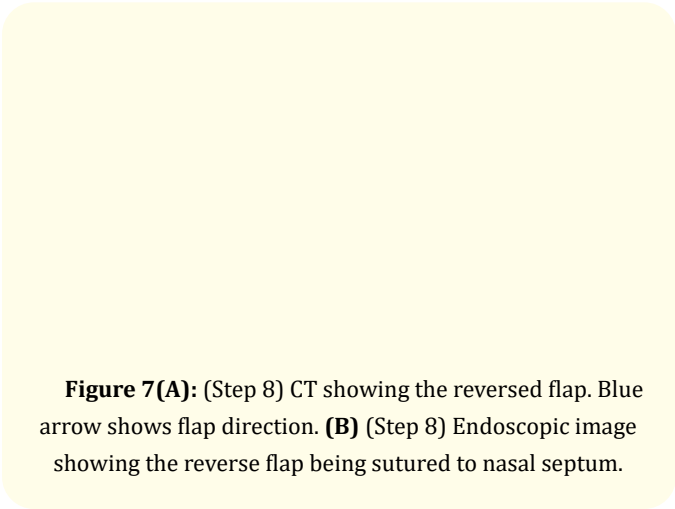 Figure 7(A): (Step 8) CT showing the reversed flap. Blue
arrow shows flap direction. (B) (Step 8) Endoscopic image
showing the reverse flap being sutured to nasal septum.